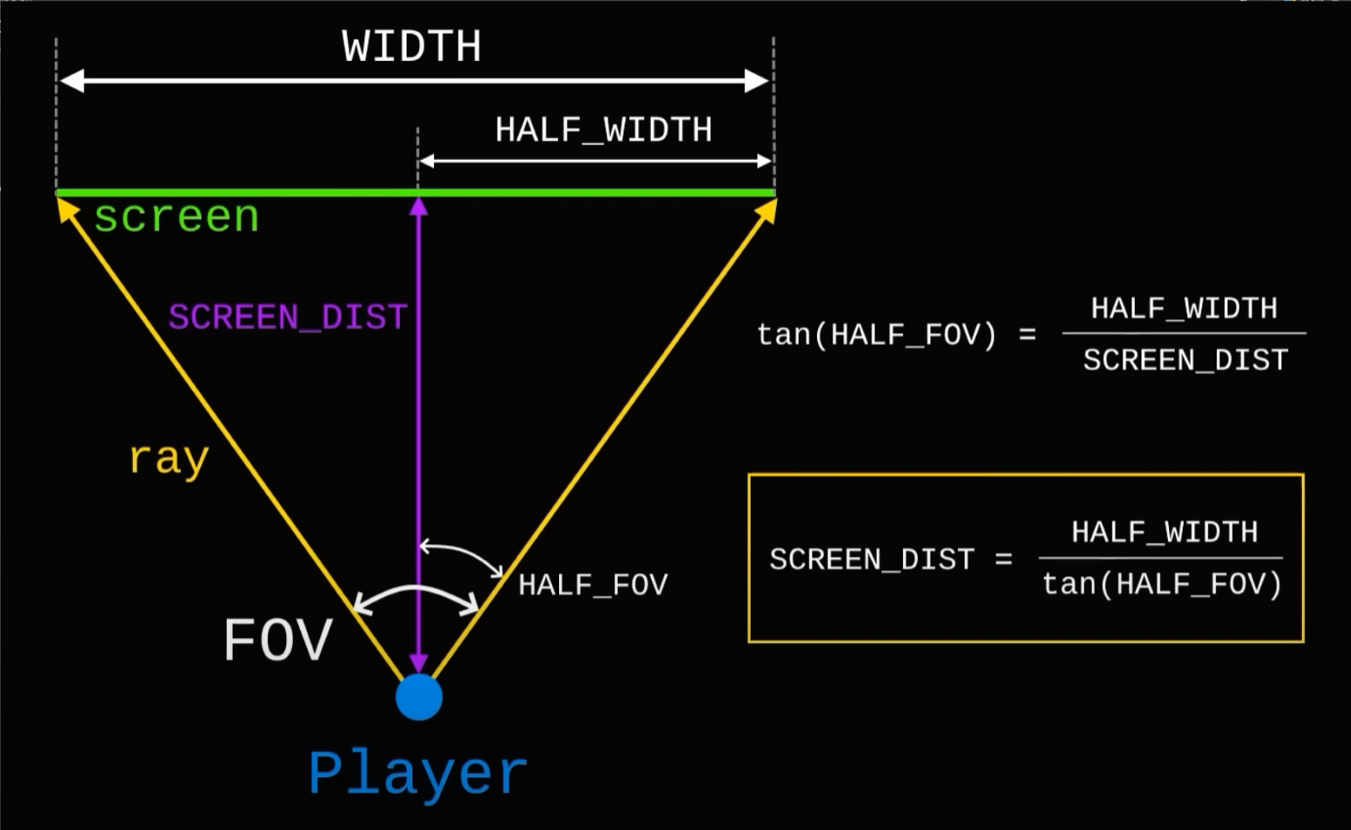 WIDTH
HALF_WIDTH
screen
SCREEN_DIST
tan(HALF_FOV) = HALF_WIDTH
SCREEN_DIST
ray
SCREEN_DIST = HALF_WIDTH
tan(HALF_FOV)
HALF_FOV
FOV
Player